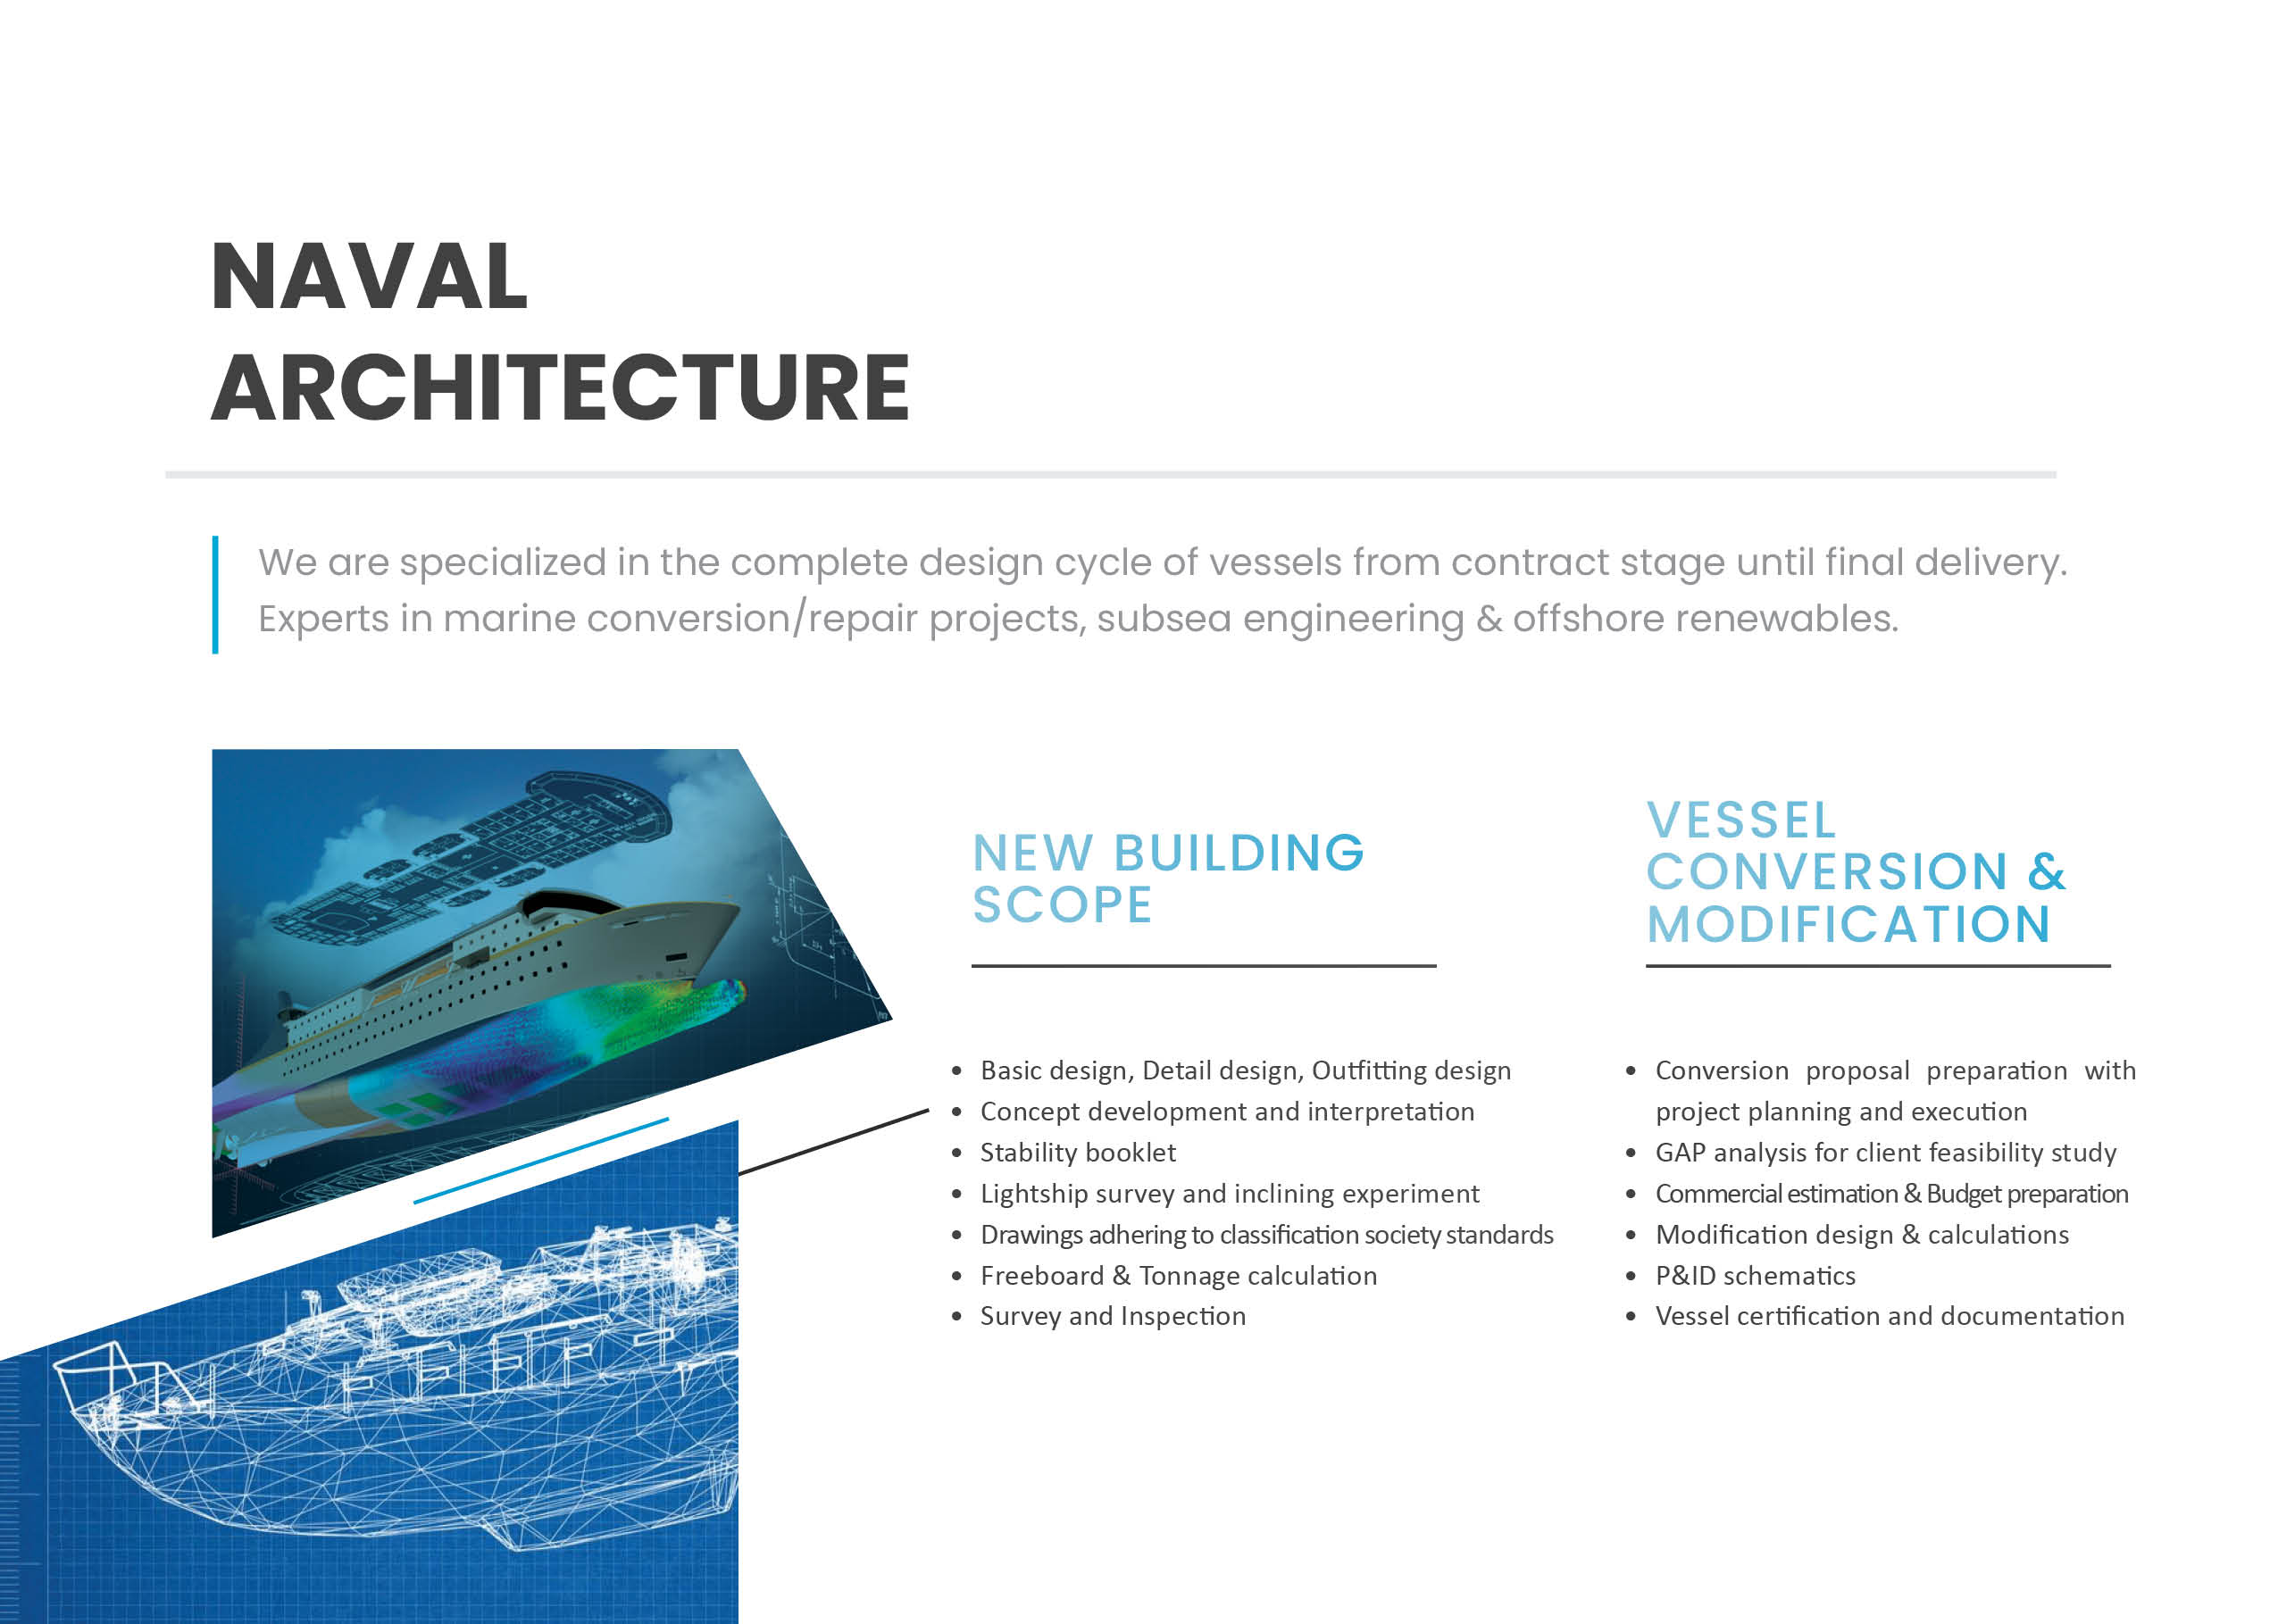 NAVAL
ARCHITECTURE
We are specialized in the complete design cycle of vessels from contract stage until final delivery.
Experts in marine conversion/repair projects, subsea engineering & offshore renewables.
NEW BUILDING
SCOPE
• Basic design, Detail design, Outfitting design
• Concept development and interpretation
• Stability booklet
• Lightship survey and inclining experiment
• Drawings adhering to classification society standards
• Freeboard & Tonnage calculation
• Survey and Inspection
VESSEL
CONVERSION &
MODIFICATION
• Conversion proposal preparation with
project planning and execution
• GAP analysis for client feasibility study
• Commercial estimation & Budget preparation
• Modification design & calculations
• P&ID schematics
• Vessel certification and documentation